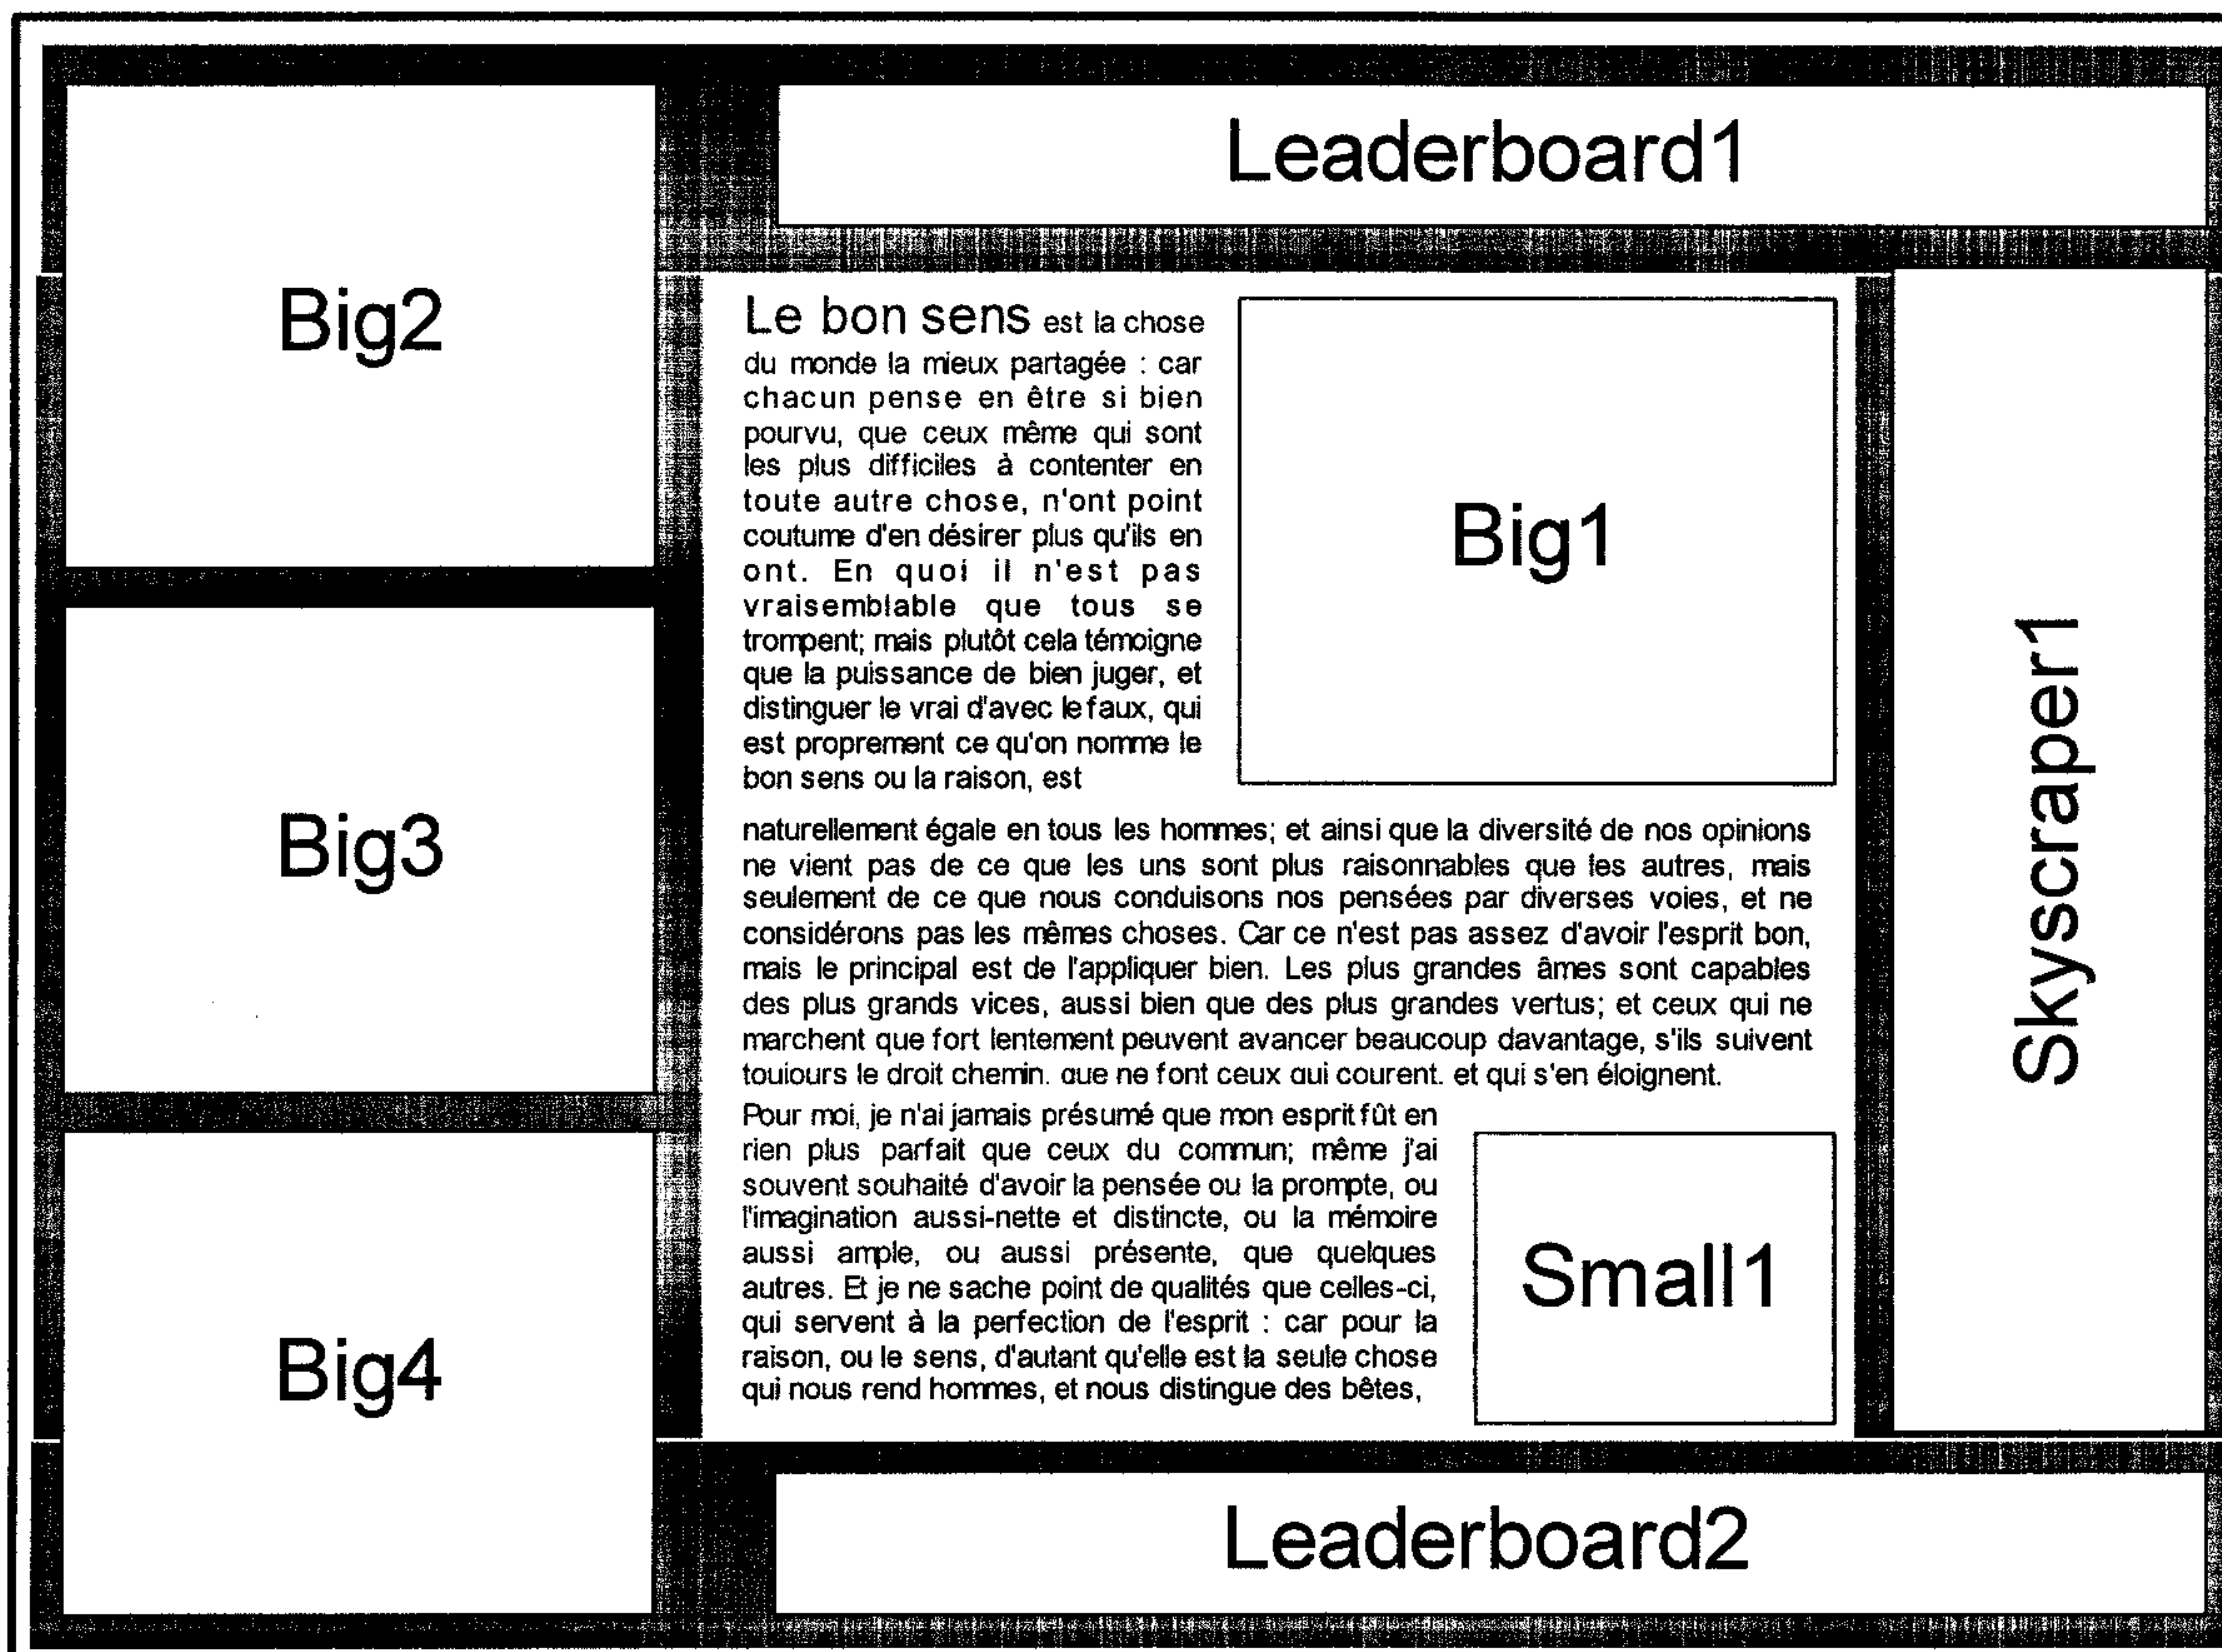 Leaderboard1
Big2
Le bon sens est la chose
du monde la mieux partagée : car
chacun pense en être si bien
pourvu, que ceux même qui sont
les plus difficiles à contenter en
toute autre chose, n'ont point
coutume d'en désirer plus qu'ils en
ont. En quoi il n'est pas
vraisemblable que tous se
trompent; mais plutôt cela témoigne
que la puissance de bien juger, et
distinguer le vrai d'avec le faux, qui
est proprement ce qu'on nomme le
bon sens ou la raison, est
Big1
Skyscraper1
Big3
naturellement égale en tous les hommes; et ainsi que la diversité de nos opinions
ne vient pas de ce que les uns sont plus raisonnables que les autres, mais
seulement de ce que nous conduisons nos pensées par diverses voies, et ne
considérons pas les mêmes choses. Car ce n'est pas assez d'avoir l'esprit bon,
mais le principal est de l'appliquer bien. Les plus grandes âmes sont capables
des plus grands vices, aussi bien que des plus grandes vertus; et ceux qui ne
marchent que fort lentement peuvent avancer beaucoup davantage, s'ils suivent
toujours le droit chemin, que ne font ceux qui courent, et qui s'en éloignent.
Pour moi, je n'ai jamais présumé que mon esprit fût en
rien plus parfait que ceux du commun; même j'ai
souvent souhaité d'avoir la pensée ou la prompte, ou
l'imagination aussi-nette et distincte, ou la mémoire
aussi ample, ou aussi présente, que quelques
autres. Et je ne sache point de qualités que celles-ci,
qui servent à la perfection de l'esprit : car pour la
raison, ou le sens, d'autant qu'elle est la seule chose
qui nous rend hommes, et nous distingue des bêtes,
Small1
Big4
Leaderboard2